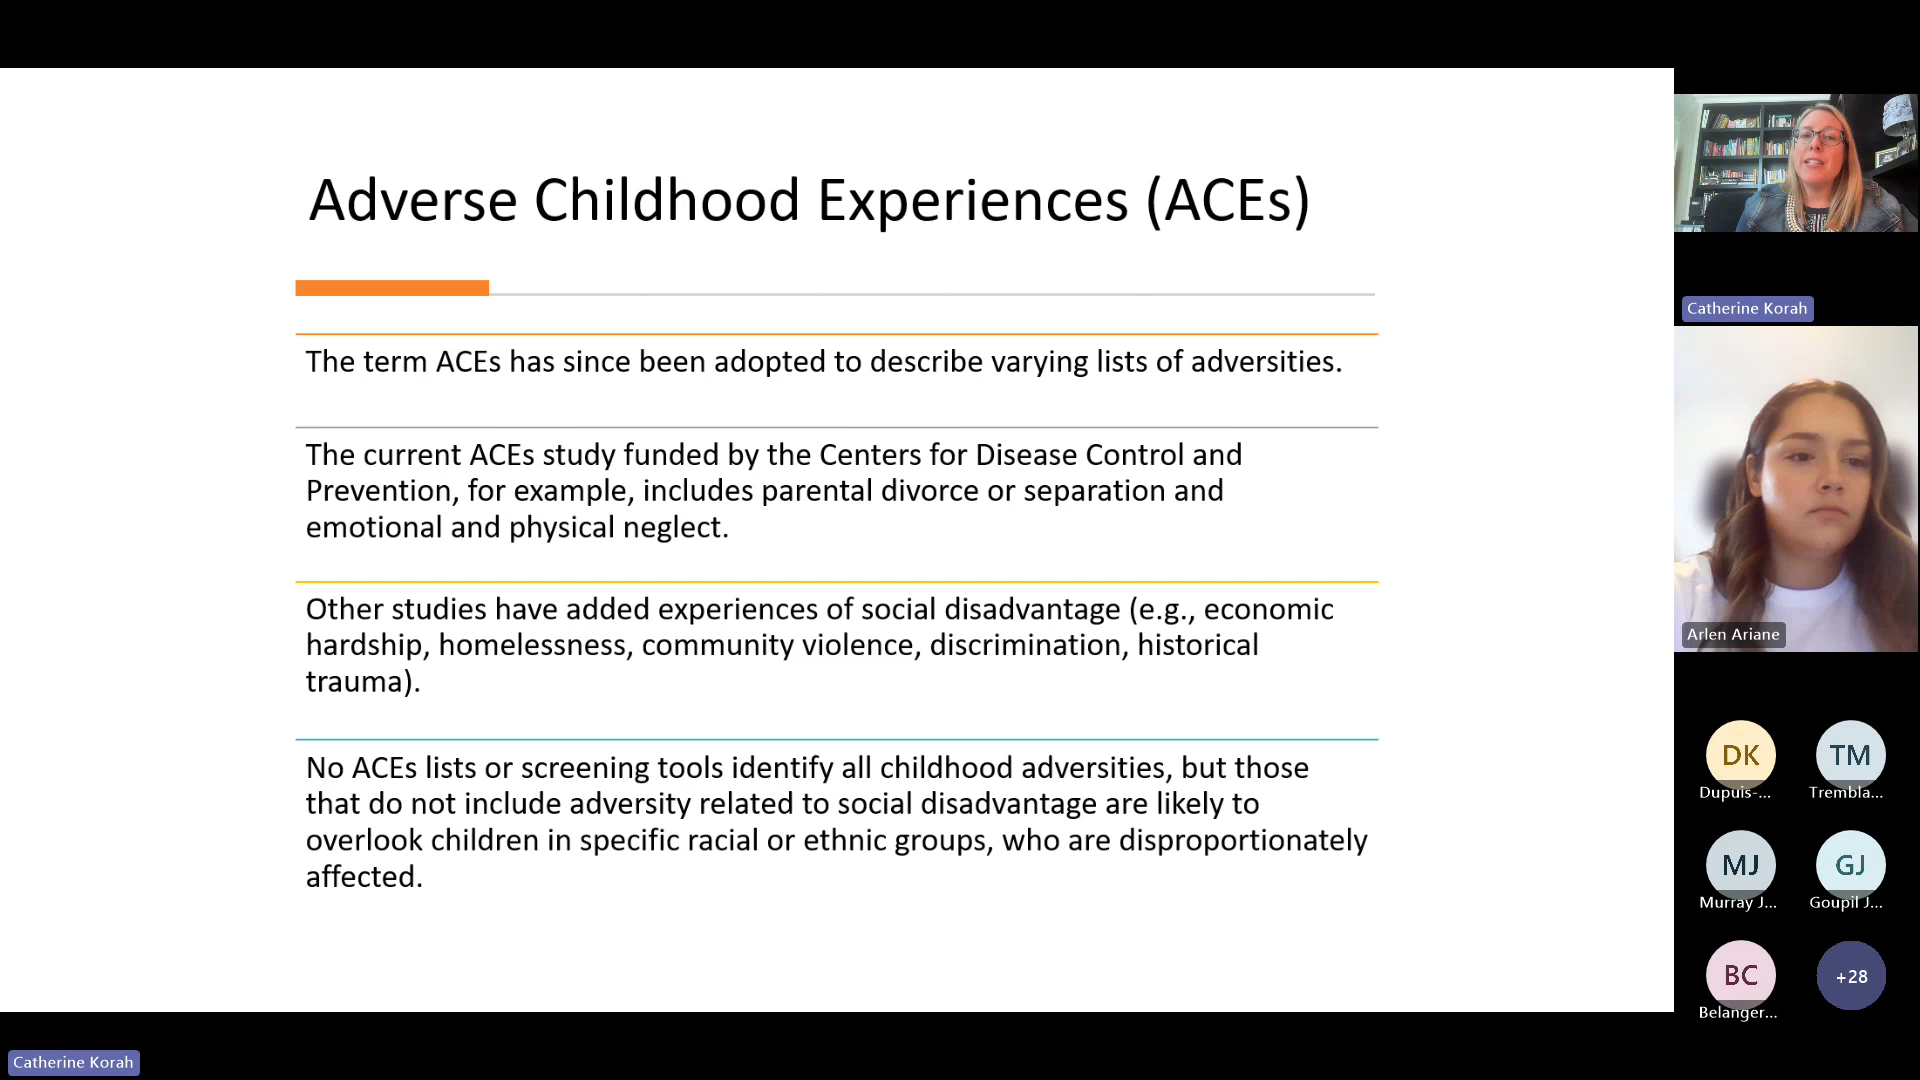 Adverse Childhood Experiences (ACEs)
The term ACEs has since been adopted to describe varying lists of adversities.
The current ACEs study funded by the Centers for Disease Control and
Prevention, for example, includes parental divorce or separation and
emotional and physical neglect.
Other studies have added experiences of social disadvantage (e.g., economic
hardship, homelessness, community violence, discrimination, historical
trauma).
No ACEs lists or screening tools identify all childhood adversities, but those
that do not include adversity related to social disadvantage are likely to
overlook children in specific racial or ethnic groups, who are disproportionately
affected.
Catherine Korah
Arlen Ariane
DK
Dupuis-...
TM
Trembla...
MJ
Murray J...
GJ
Goupil J...
BC
Belanger...
+28
Catherine Korah